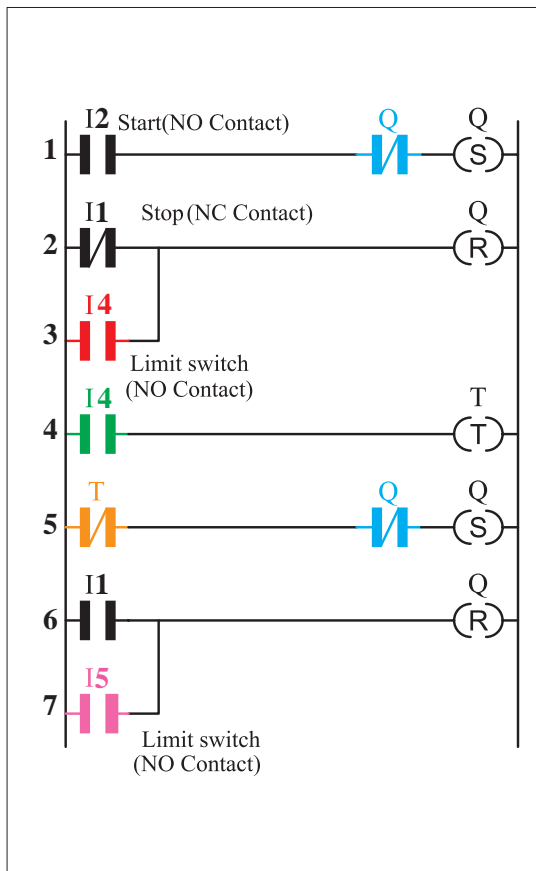 I2 Start(NO Contact) Q Q
1 S
I1 Stop(NC Contact) Q
2 R
I4
3
Limit switch
(NO Contact)
I4 T
4 T
T Q Q
5 S
I1 Q
6 R
I5
7
Limit switch
(NO Contact)